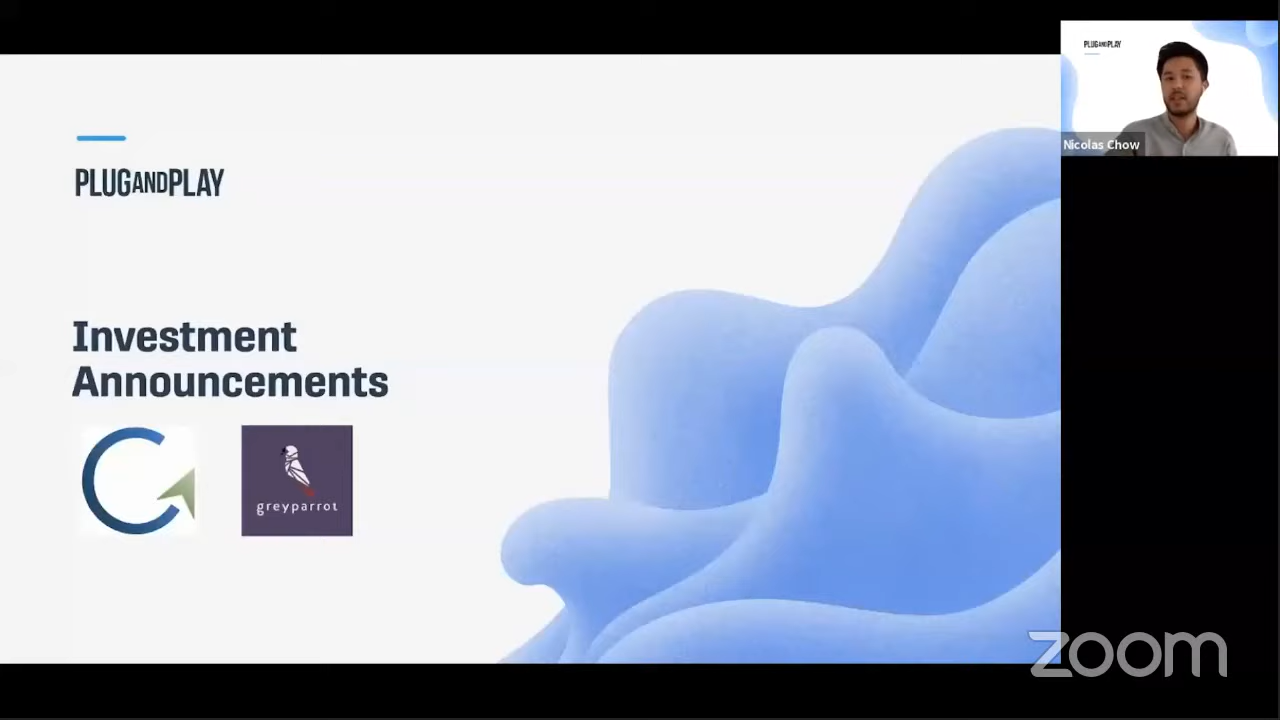 PLUGANDPLAY
Investment
Announcements
greyparrot
PLUGANDPLAY
Nicolas Chow
zoom